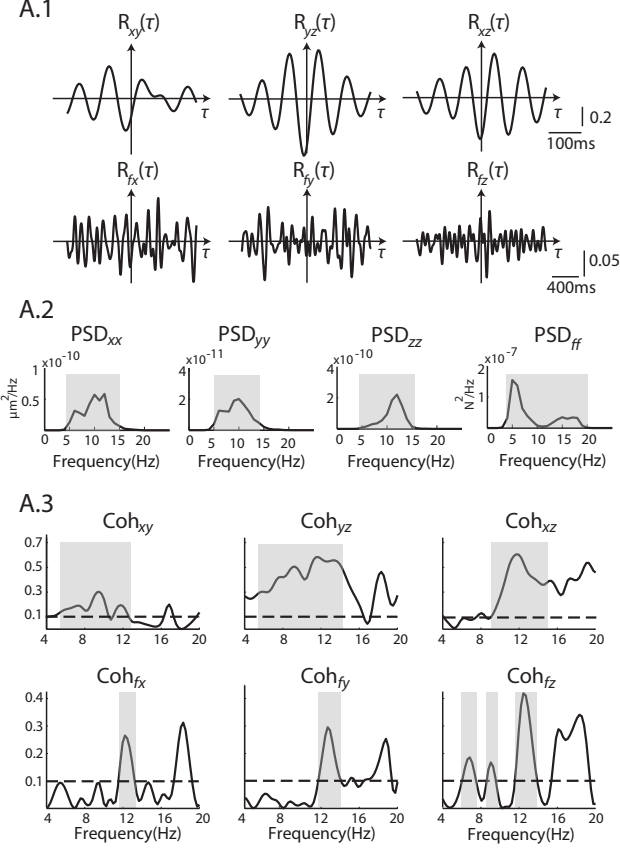 A.1
Rxy(τ) Ryz(τ) Rxz(τ)
τ τ τ
0.2
100ms
Rfx(τ) Rfy(τ) Rfz(τ)
τ τ τ
0.05
400ms
A.2
PSDxx PSDyy PSDzz PSDff
x10-10 x10-11 x10-10 x10-7
μm2/Hz 1 0.5
4 2
4 2
N2/Hz 2 1
0 5 10 20 0 5 10 20 0 5 10 20 0 5 10 20
Frequency(Hz) Frequency(Hz) Frequency(Hz) Frequency(Hz)
A.3
Cohxy Cohyz Cohxz
0.7
0.5
0.3
0.1
4 8 12 16 20 4 8 12 16 20 4 8 12 16 20
Cohfx Cohfy Cohfz
0.4
0.3
0.2
0.1
4 8 12 16 20 4 8 12 16 20 4 8 12 16 20
Frequency(Hz) Frequency(Hz) Frequency(Hz)